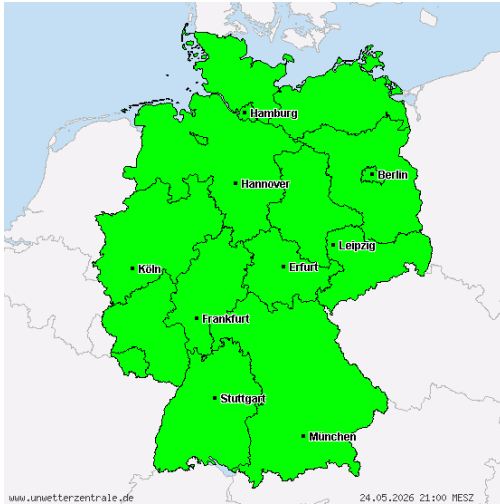 Hamburg
Berlin
Hannover
Leipzig
Köln
Erfurt
Frankfurt
Stuttgart
München
www.unwetterzentrale.de
24.05.2026 21:00 MESZ